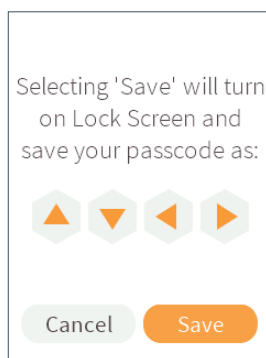 Selecting 'Save' will turn
on Lock Screen and
save your passcode as:
Cancel Save